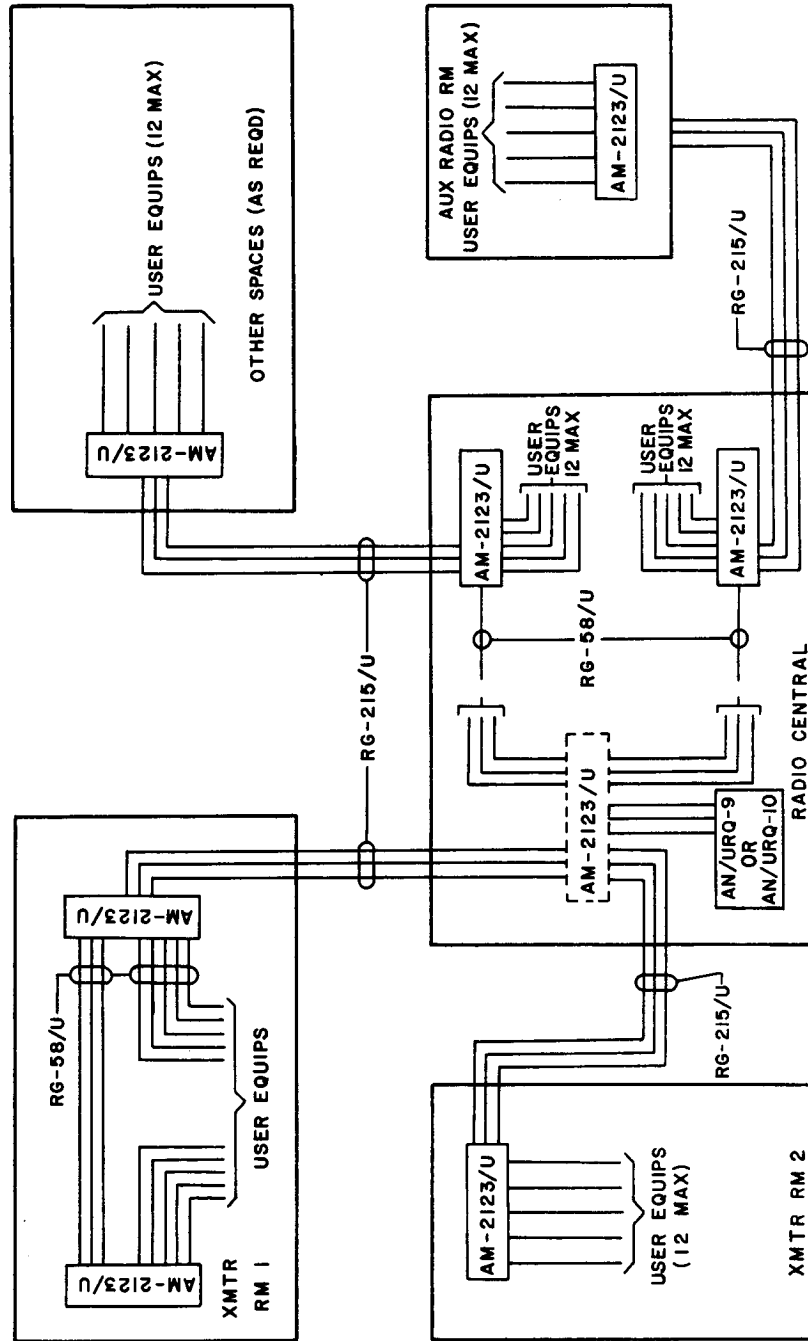 XMTR
RM 1
AM-2123/U
AM-2123/U
RG-58/U
USER EQUIPS
RG-215/U
OTHER SPACES (AS REQD)
USER EQUIPS (12 MAX)
AM-2123/U
XMTR RM 2
AM-2123/U
USER EQUIPS
(12 MAX)
RG-215/U
RADIO CENTRAL
AM-2123/U
AN/URQ-9
OR
AN/URQ-10
RG-58/U
AM-2123/U
USER
EQUIPS
12 MAX
AM-2123/U
USER
EQUIPS
12 MAX
RG-215/U
AUX RADIO RM
USER EQUIPS (12 MAX)
AM-2123/U